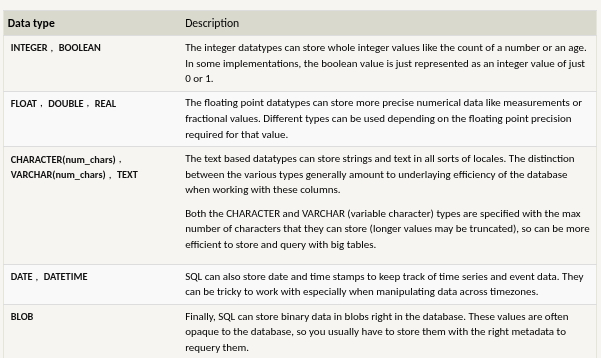 Data type Description
INTEGER , BOOLEAN The integer datatypes can store whole integer values like the count of a number or an age.
In some implementations, the boolean value is just represented as an integer value of just
0 or 1.
FLOAT , DOUBLE , REAL The floating point datatypes can store more precise numerical data like measurements or
fractional values. Different types can be used depending on the floating point precision
required for that value.
CHARACTER(num_chars) , The text based datatypes can store strings and text in all sorts of locales. The distinction
VARCHAR(num_chars) , TEXT between the various types generally amount to underlaying efficiency of the database
when working with these columns.
Both the CHARACTER and VARCHAR (variable character) types are specified with the max
number of characters that they can store (longer values may be truncated), so can be more
efficient to store and query with big tables.
DATE , DATETIME SQL can also store date and time stamps to keep track of time series and event data. They
can be tricky to work with especially when manipulating data across timezones.
BLOB Finally, SQL can store binary data in blobs right in the database. These values are often
opaque to the database, so you usually have to store them with the right metadata to
requery them.